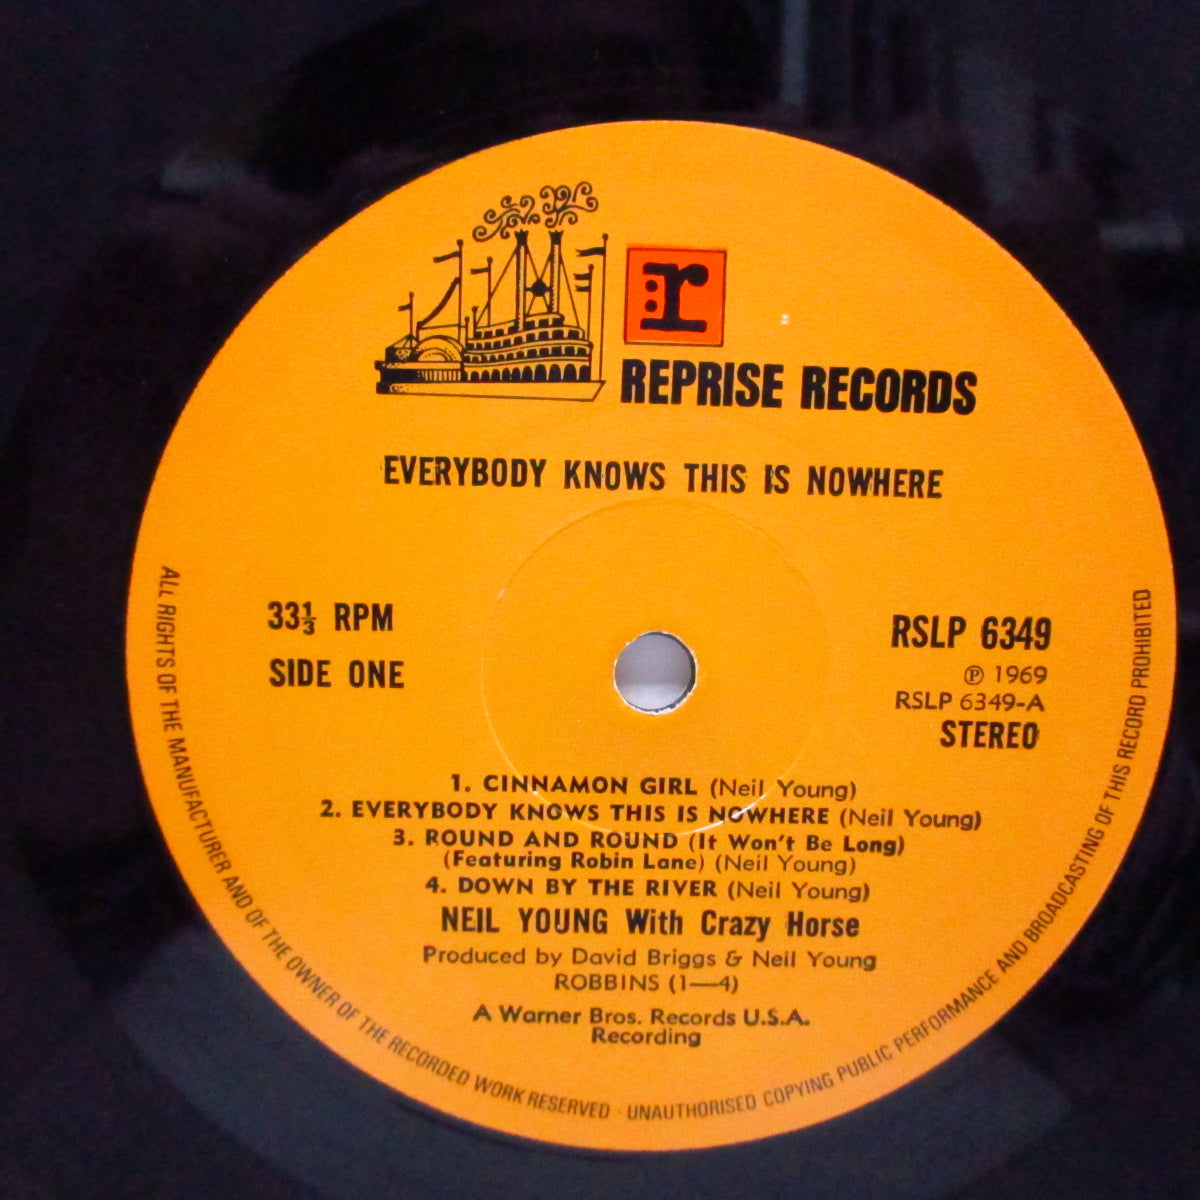 r
REPRISE RECORDS
EVERYBODY KNOWS THIS IS NOWHERE
33⅓ RPM
SIDE ONE
RSLP 6349
℗ 1969
RSLP 6349-A
STEREO
1. CINNAMON GIRL (Neil Young)
2. EVERYBODY KNOWS THIS IS NOWHERE (Neil Young)
3. ROUND AND ROUND (It Won't Be Long)
(Featuring Robin Lane) (Neil Young)
4. DOWN BY THE RIVER (Neil Young)
NEIL YOUNG With Crazy Horse
Produced by David Briggs & Neil Young
ROBBINS (1—4)
A Warner Bros. Records U.S.A.
Recording
ALL RIGHTS OF THE MANUFACTURER AND OF THE OWNER OF THE RECORDED WORK RESERVED · UNAUTHORISED COPYING PUBLIC PERFORMANCE AND BROADCASTING OF THIS RECORD PROHIBITED